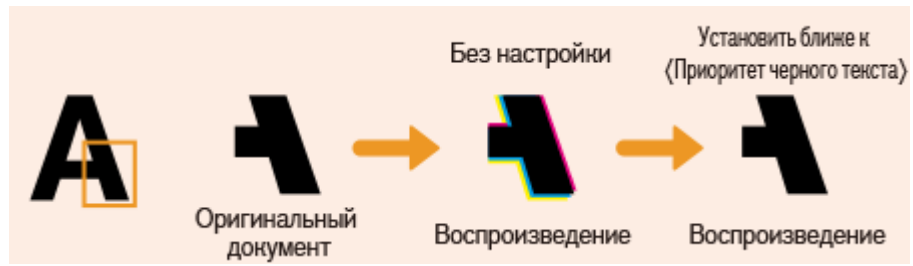 А
Оригинальный
документ
Без настройки
Воспроизведение
Установить ближе к
⟨Приоритет черного текста⟩
Воспроизведение